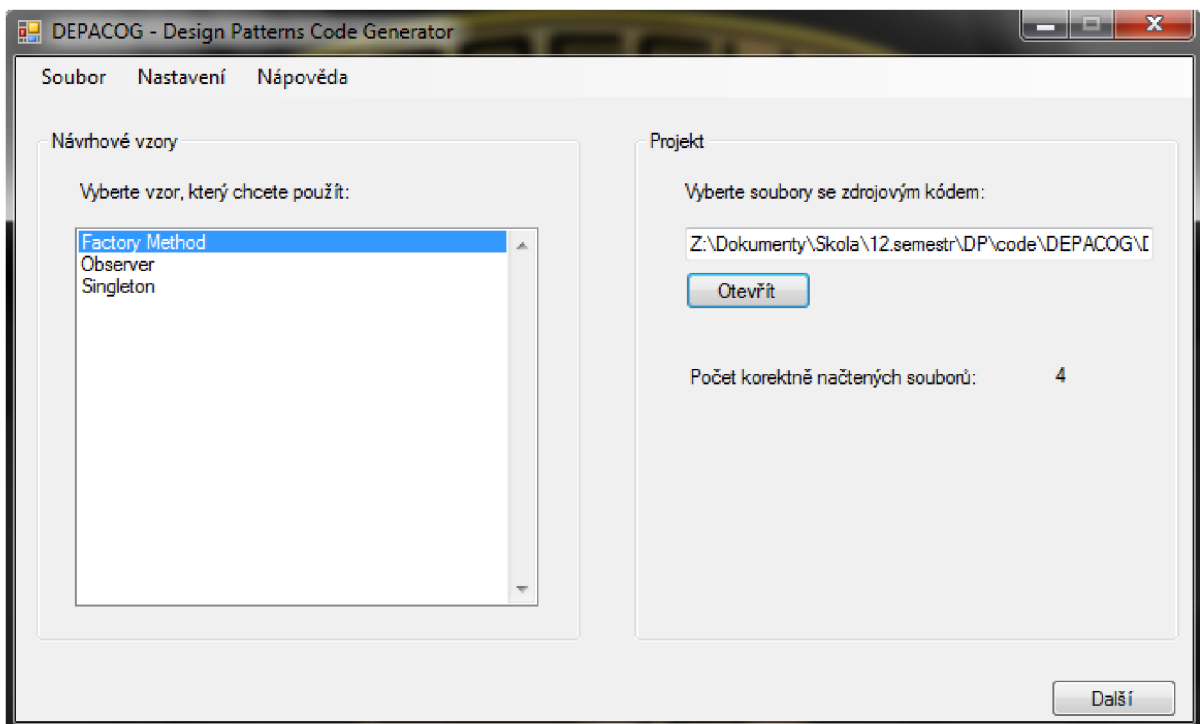 DEPACOG - Design Patterns Code Generator
Soubor Nastavení Nápověda
Návrhové vzory
Vyberte vzor, který chcete použít:
Factory Method
Observer
Singleton
Projekt
Vyberte soubory se zdrojovým kódem:
Z:\Dokumenty\Skola\12.semestr\DP\code\DEPACOG\D
Otevřít
Počet korektně načtených souborů: 4
Další